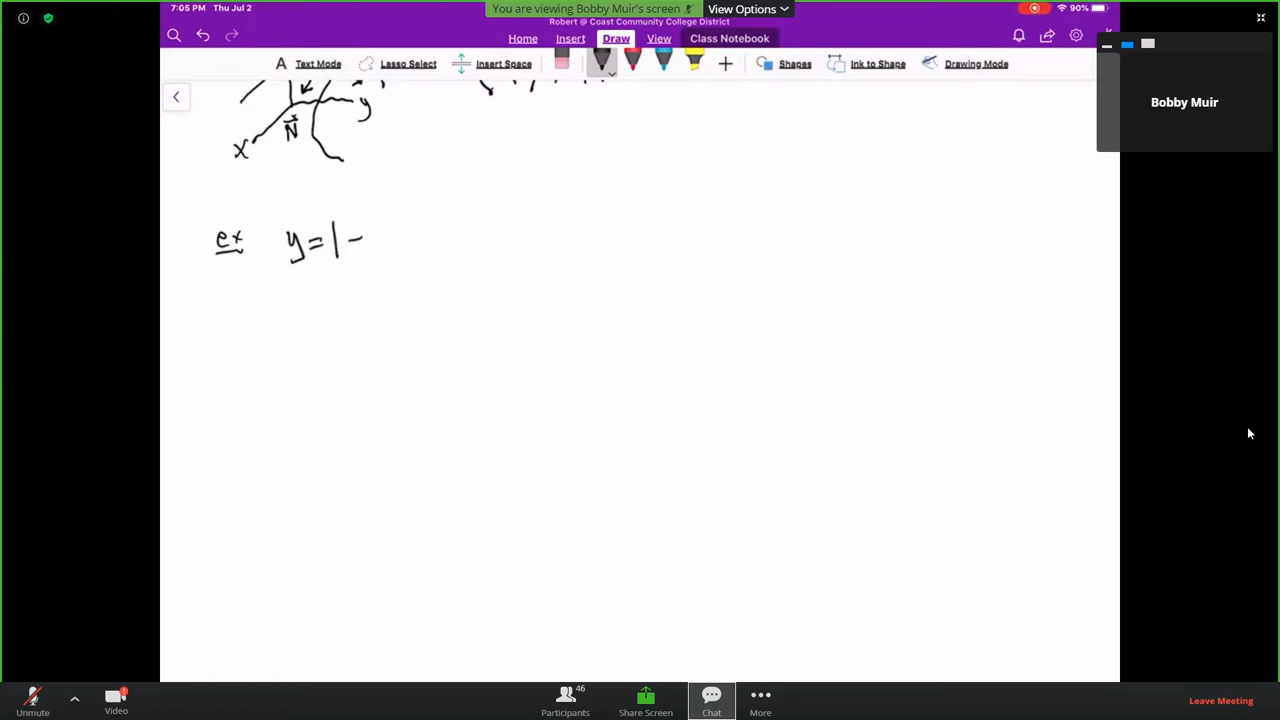 You are viewing Bobby Muir's screen View Options
7:05 PM Thu Jul 2
90%
Robert @ Coast Community College District
Home Insert Draw View Class Notebook
A Text Mode Lasso Select Insert Space Shapes Ink to Shape Drawing Mode
Bobby Muir
y
N
x
ex y = 1 -
Unmute Video Participants 46 Share Screen Chat More Leave Meeting